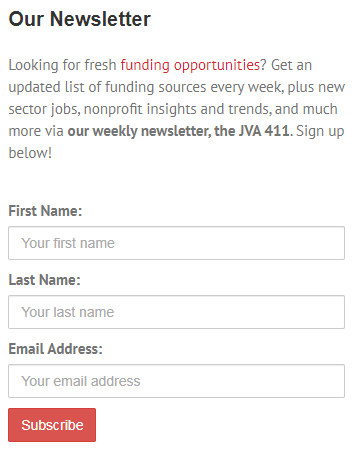 Our Newsletter
Looking for fresh funding opportunities? Get an
updated list of funding sources every week, plus new
sector jobs, nonprofit insights and trends, and much
more via our weekly newsletter, the JVA 411. Sign up
below!
First Name:
Your first name
Last Name:
Your last name
Email Address:
Your email address
Subscribe